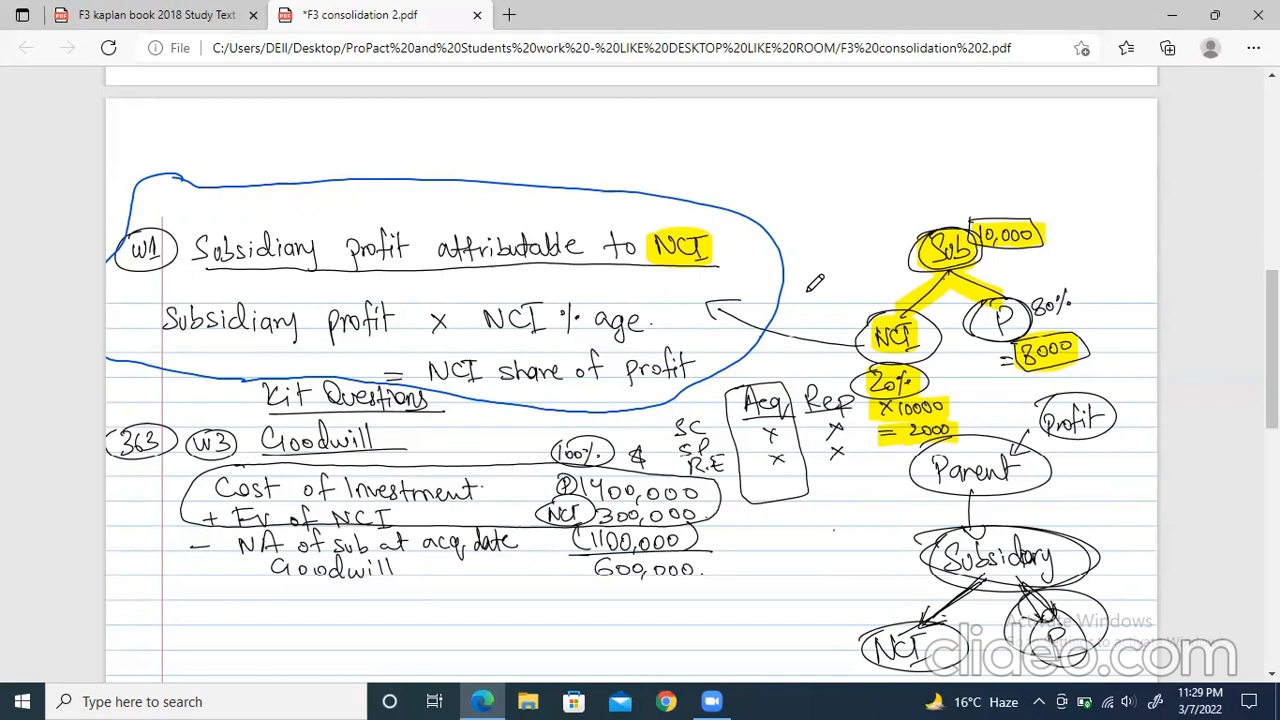 F3 kaplan book 2018 Study Text
*F3 consolidation 2.pdf
File
C:/Users/DEll/Desktop/ProPact%20and%20Students%20work%20-%20LIKE%20DESKTOP%20LIKE%20ROOM/F3%20consolidation%202.pdf
W1 Subsidiary profit attributable to NCI
Subsidiary profit x NCI % age.
= NCI share of Profit
Kit Questions
363 W3 Goodwill
100% $
Cost of Investment. P 1400,000
+ FV of NCI NCI 300,000
- NA of sub at acq date (1100,000)
Goodwill 600,000.
Acq Rep
SC x x
SP
R.E x x
Sub 10,000
NCI P 80%
= 8000
20%
x 10000
= 2000
Profit
Parent
Subsidiary
NCI P
Activate Windows
clideo.com
Type here to search
16°C Haze
11:29 PM
3/7/2022